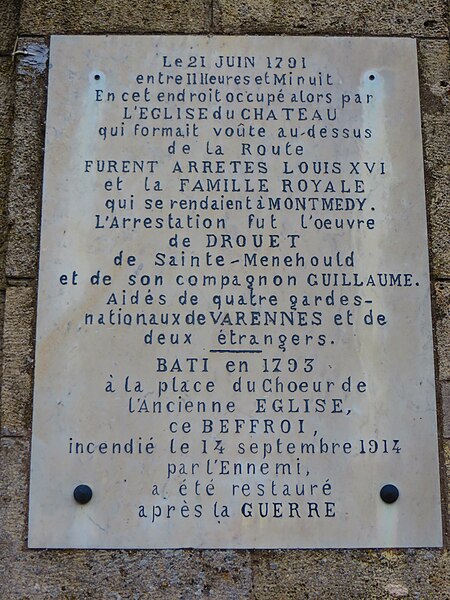 Le 21 JUIN 1791
entre 11 Heures et Minuit
En cet endroit occupé alors par
L'EGLISE du CHATEAU
qui formait voûte au-dessus
de la Route
FURENT ARRETES LOUIS XVI
et la FAMILLE ROYALE
qui se rendaient à MONTMEDY.
L'Arrestation fut l'oeuvre
de DROUET
de Sainte-Menehould
et de son compagnon GUILLAUME.
Aidés de quatre gardes-
nationaux de VARENNES et de
deux étrangers.
BATI en 1793
à la place du Choeur de
l'Ancienne EGLISE,
ce BEFFROI,
incendié le 14 septembre 1914
par l'Ennemi,
a été restauré
après la GUERRE